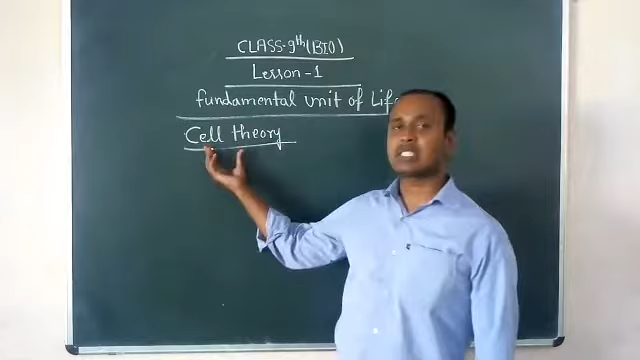 CLASS-9th (BIO)
Lesson-1
fundamental unit of Life
Cell theory